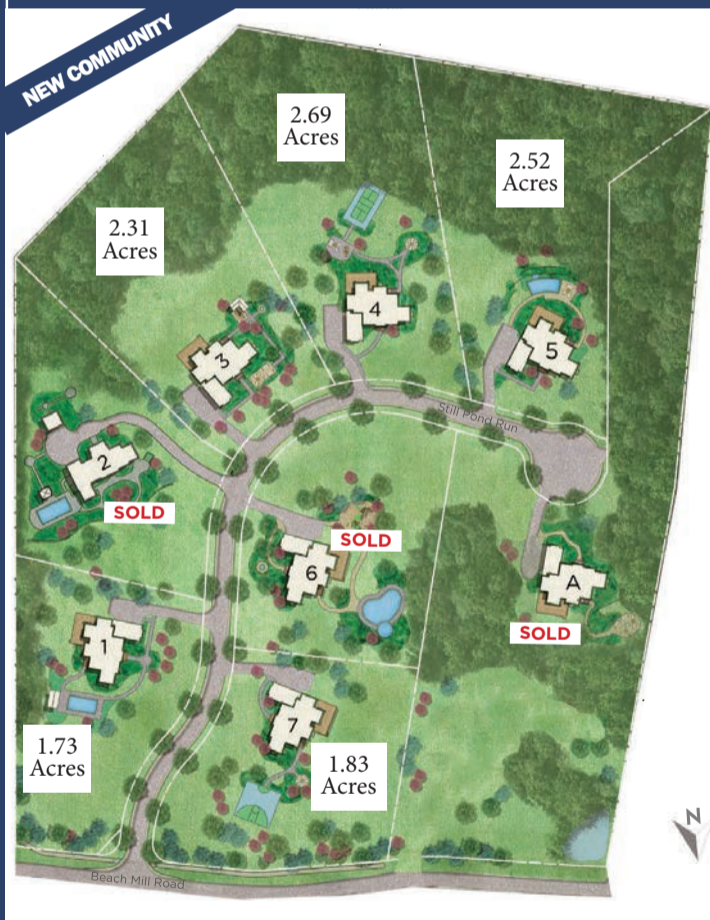 NEW COMMUNITY
2.69
Acres
2.52
Acres
2.31
Acres
4
5
3
Still Pond Run
2
SOLD
SOLD
6
A
SOLD
1
7
1.73
Acres
1.83
Acres
N
Beach Mill Road